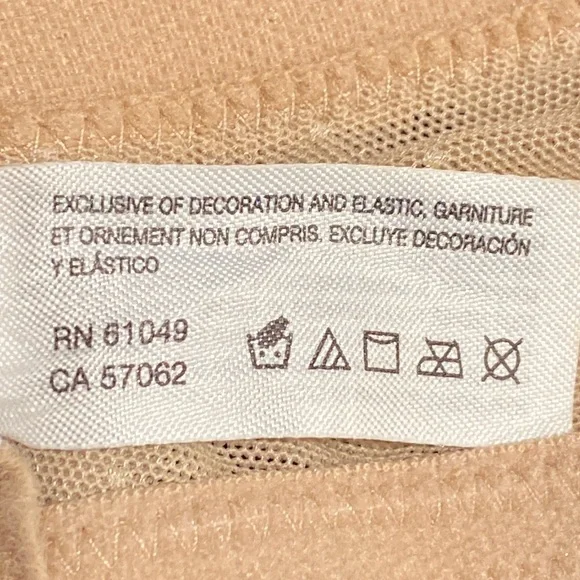 EXCLUSIVE OF DECORATION AND ELASTIC, GARNITURE
ET ORNEMENT NON COMPRIS. EXCLUYE DECORACIÓN
Y ELÁSTICO
RN 61049
CA 57062